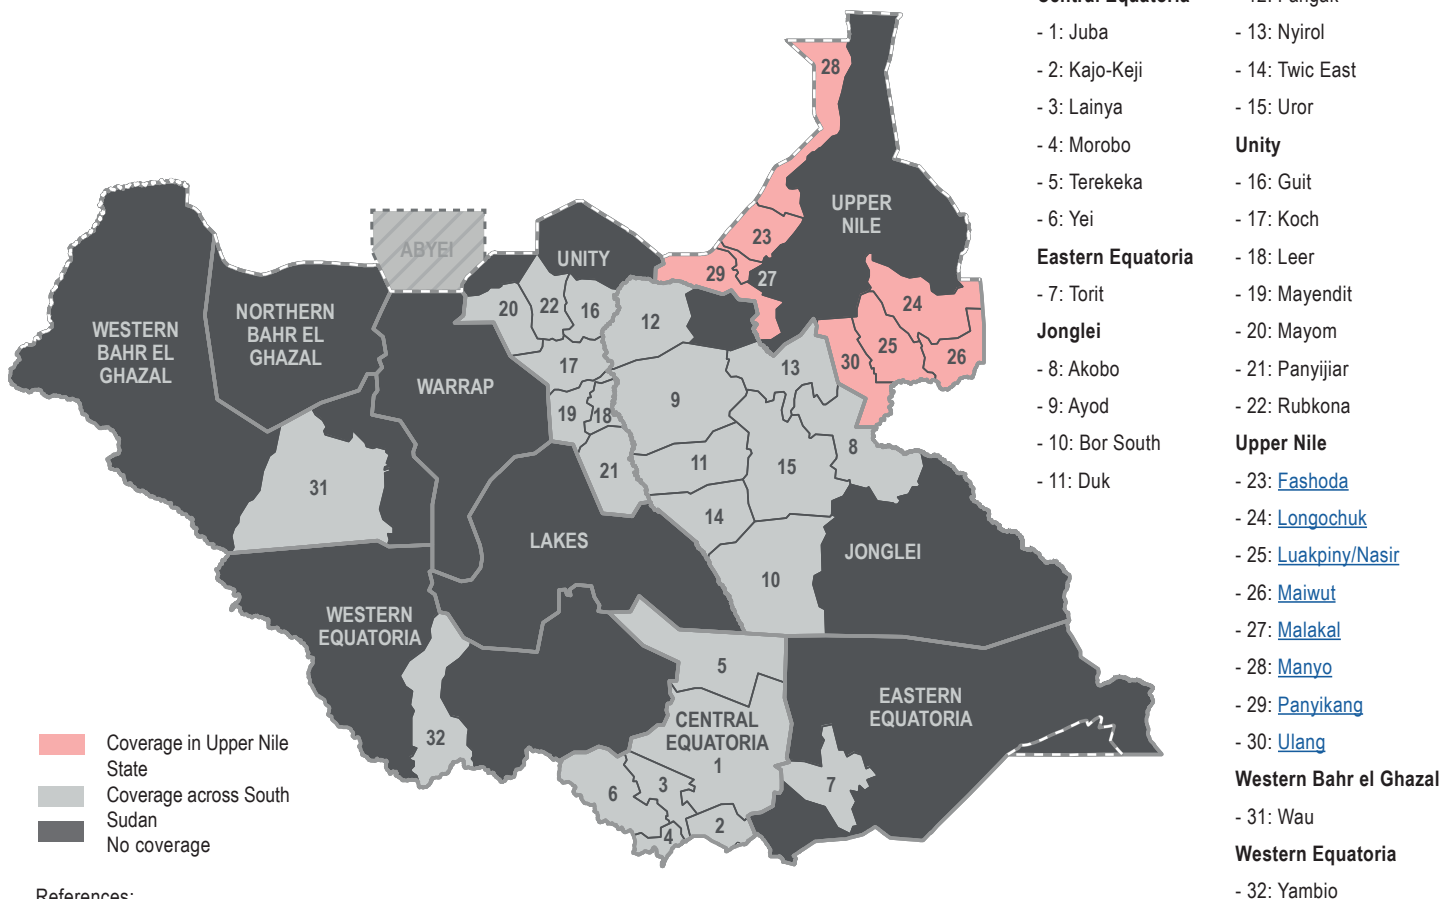 Central Equatoria
- 1: Juba
- 2: Kajo-Keji
- 3: Lainya
- 4: Morobo
- 5: Terekeka
- 6: Yei
Eastern Equatoria
- 7: Torit
Jonglei
- 8: Akobo
- 9: Ayod
- 10: Bor South
- 11: Duk
- 12: Fangak
- 13: Nyirol
- 14: Twic East
- 15: Uror
Unity
- 16: Guit
- 17: Koch
- 18: Leer
- 19: Mayendit
- 20: Mayom
- 21: Panyijiar
- 22: Rubkona
Upper Nile
- 23: Fashoda
- 24: Longochuk
- 25: Luakpiny/Nasir
- 26: Maiwut
- 27: Malakal
- 28: Manyo
- 29: Panyikang
- 30: Ulang
Western Bahr el Ghazal
- 31: Wau
Western Equatoria
- 32: Yambio
28
UPPER
NILE
23
ABYEI
UNITY
29
27
24
20
22
16
12
NORTHERN
BAHR EL
GHAZAL
WESTERN
BAHR EL
GHAZAL
25
26
30
13
17
WARRAP
9
19
18
8
11
15
21
31
14
LAKES
JONGLEI
10
WESTERN
EQUATORIA
5
EASTERN
EQUATORIA
CENTRAL
EQUATORIA
32
1
3
7
6
2
4
Coverage in Upper Nile
State
Coverage across South
Sudan
No coverage
References: